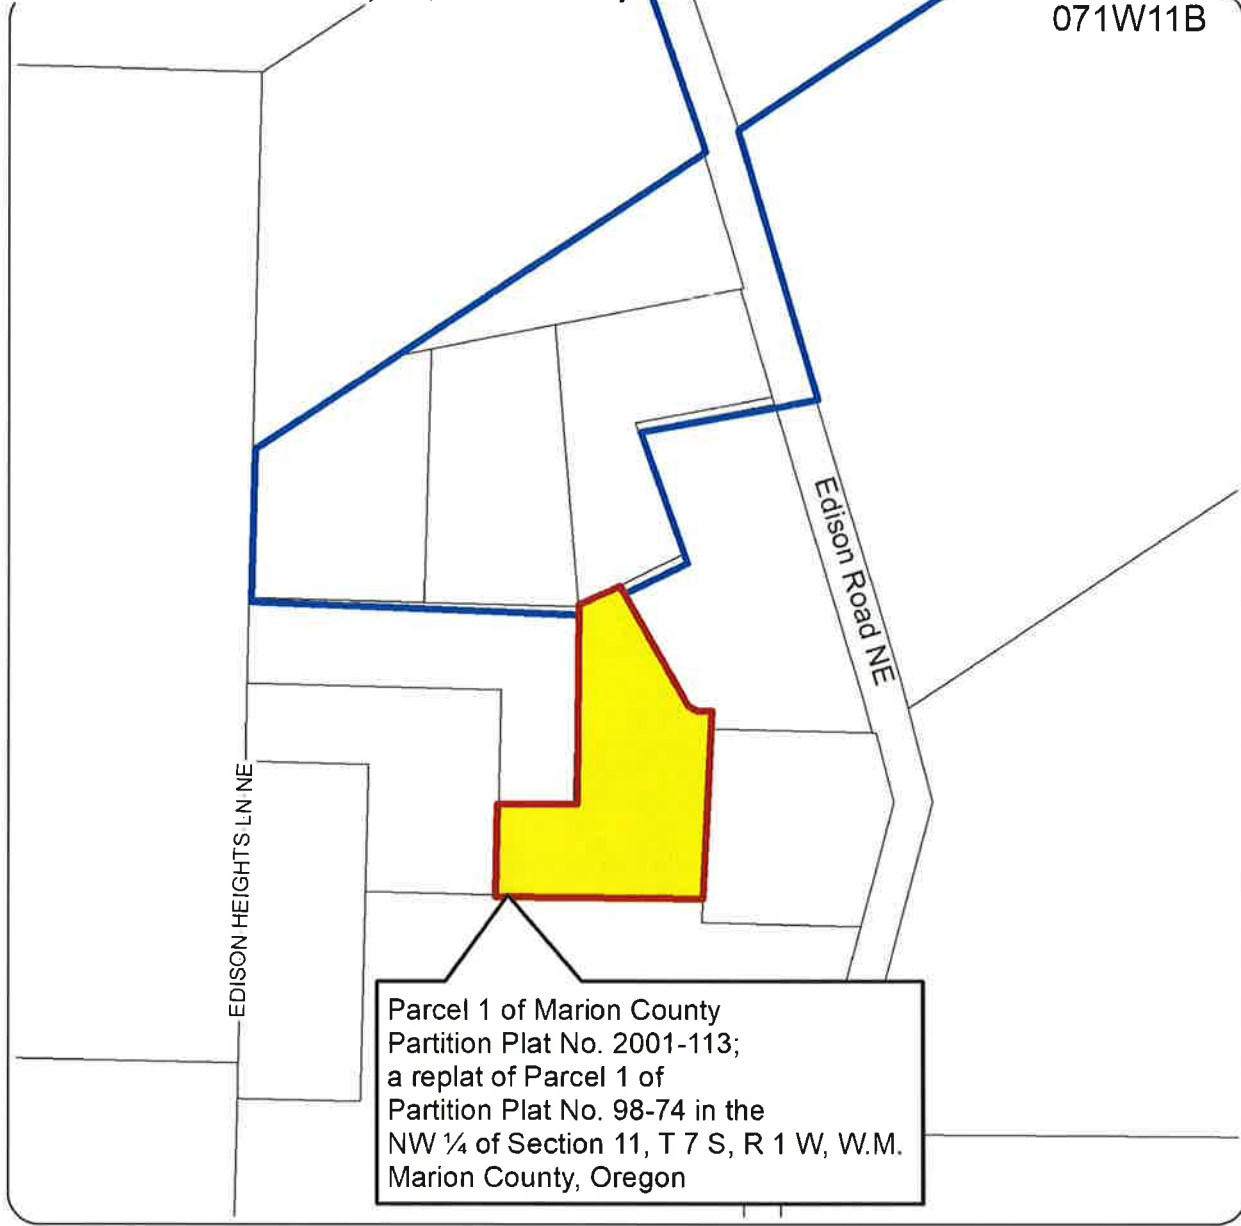 071W11B
Edison Road NE
EDISON HEIGHTS LN NE
Parcel 1 of Marion County
Partition Plat No. 2001-113;
a replat of Parcel 1 of
Partition Plat No. 98-74 in the
NW ¼ of Section 11, T 7 S, R 1 W, W.M.
Marion County, Oregon